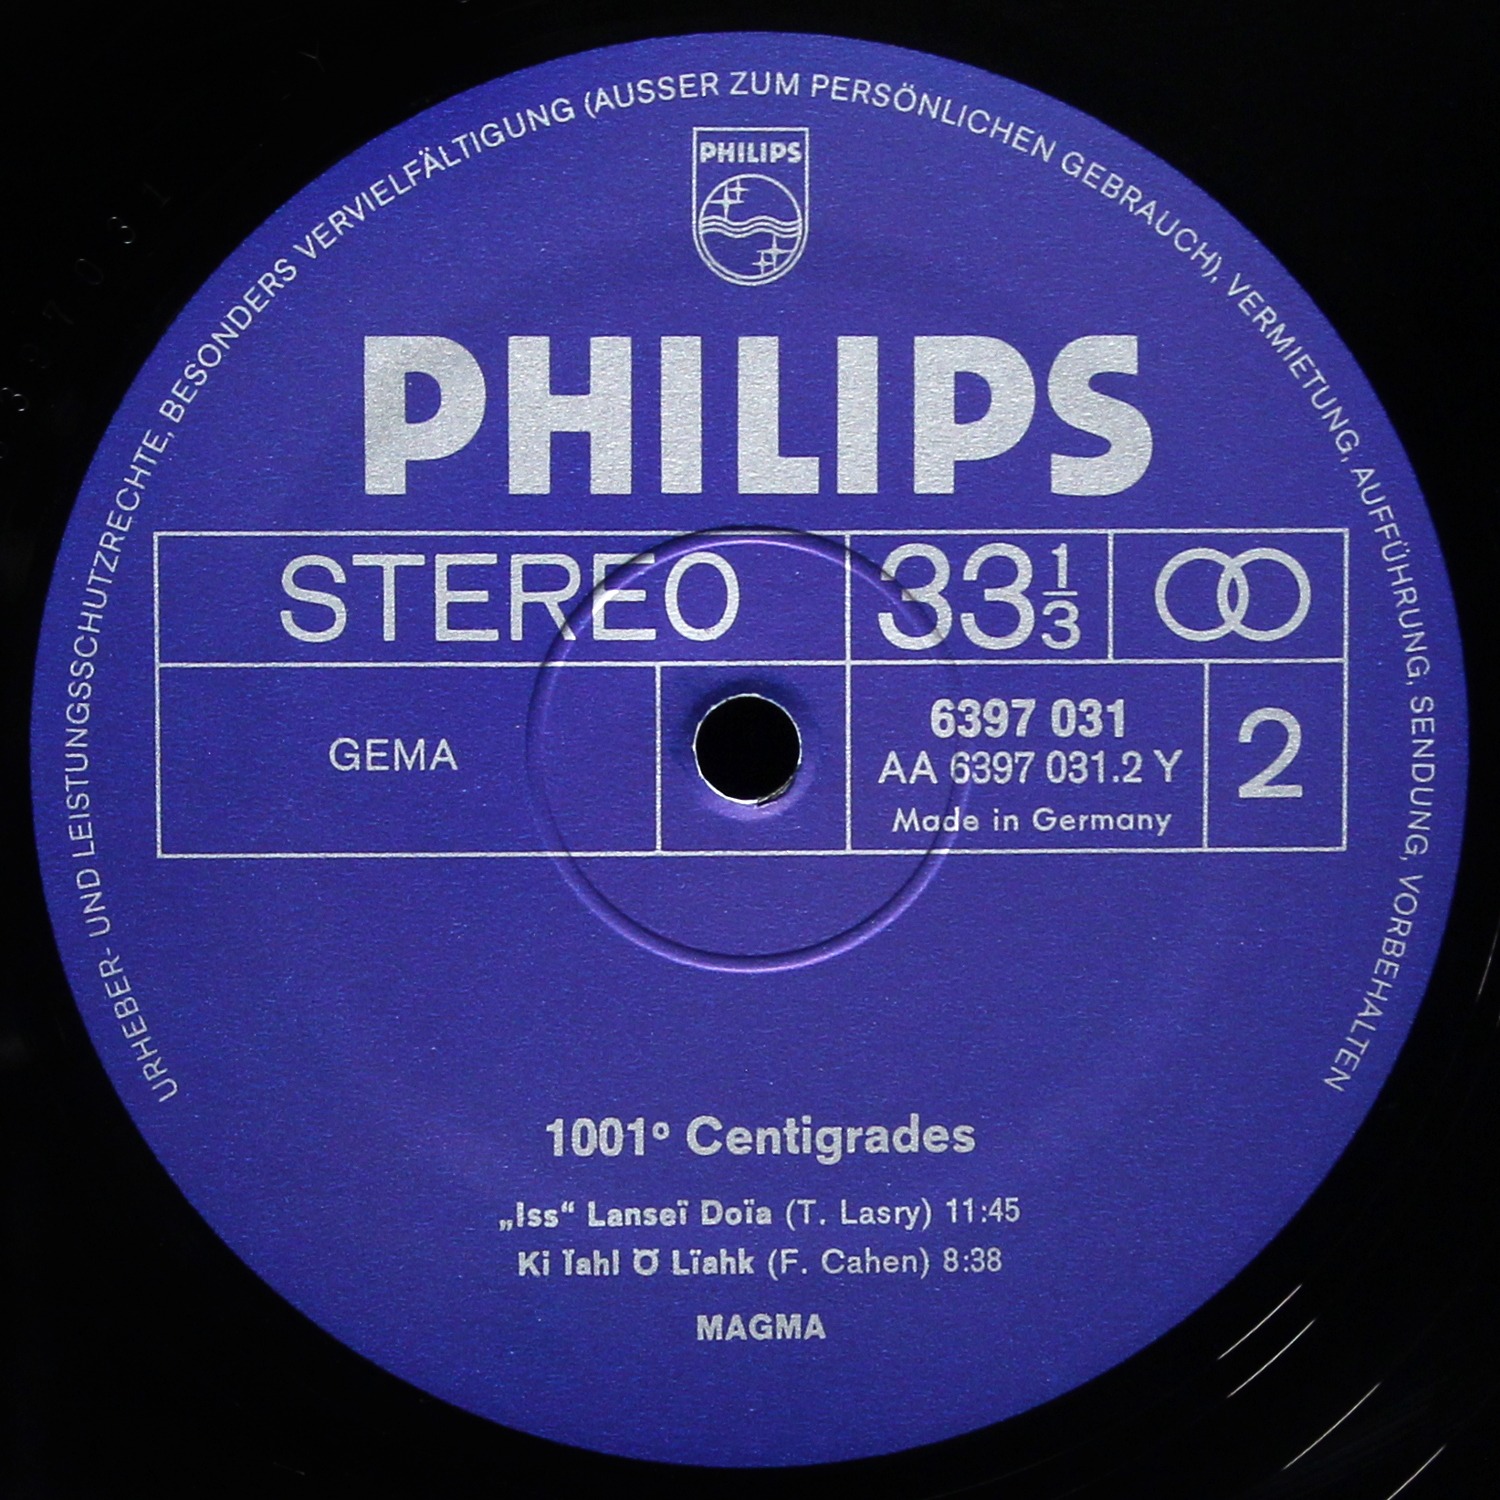 URHEBER- UND LEISTUNGSSCHUTZRECHTE, BESONDERS VERVIELFÄLTIGUNG (AUSSER ZUM PERSÖNLICHEN GEBRAUCH), VERMIETUNG, AUFFÜHRUNG, SENDUNG, VORBEHALTEN
PHILIPS
PHILIPS
STEREO 33 1/3
GEMA
6397 031
AA 6397 031.2 Y
Made in Germany
2
1001° Centigrades
„Iss“ Lanseï Doïa (T. Lasry) 11:45
Ki Ïahl Ö Lïahk (F. Cahen) 8:38
MAGMA